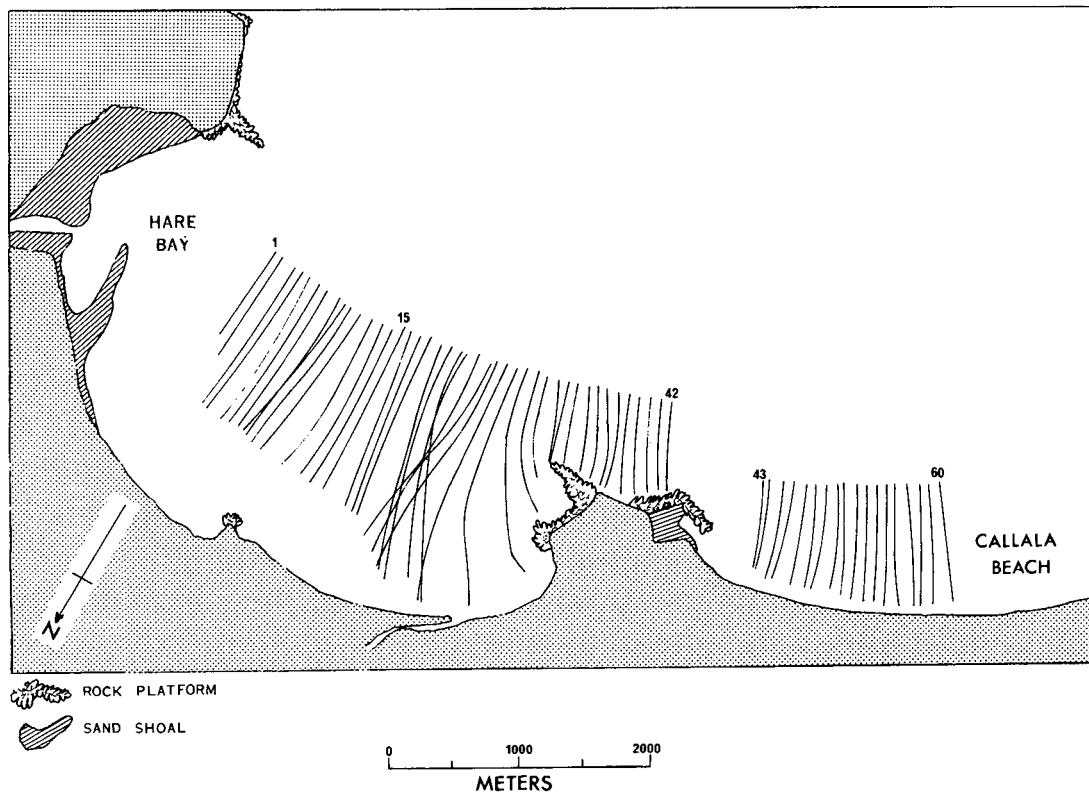 HARE
BAY
1
15
42
43
60
CALLALA
BEACH
N
ROCK PLATFORM
SAND SHOAL
0 1000 2000
METERS